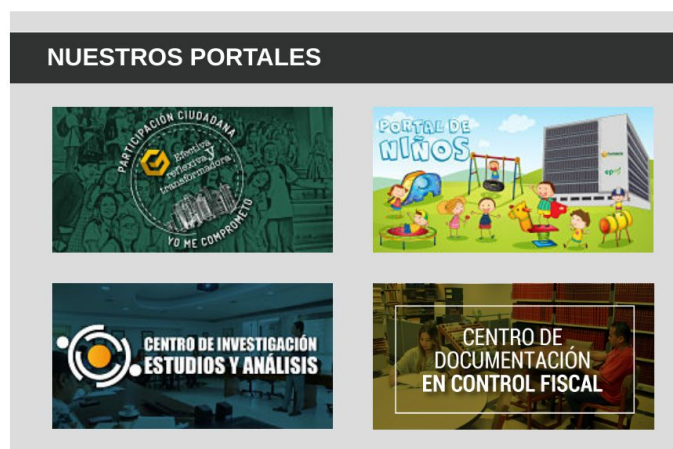 NUESTROS PORTALES
PARTICIPACIÓN CIUDADANA
Efectiva
reflexiva y
transformadora
YO ME COMPROMETO
PORTAL DE
NIÑOS
CENTRO DE INVESTIGACIÓN
ESTUDIOS Y ANÁLISIS
CENTRO DE
DOCUMENTACIÓN
EN CONTROL FISCAL